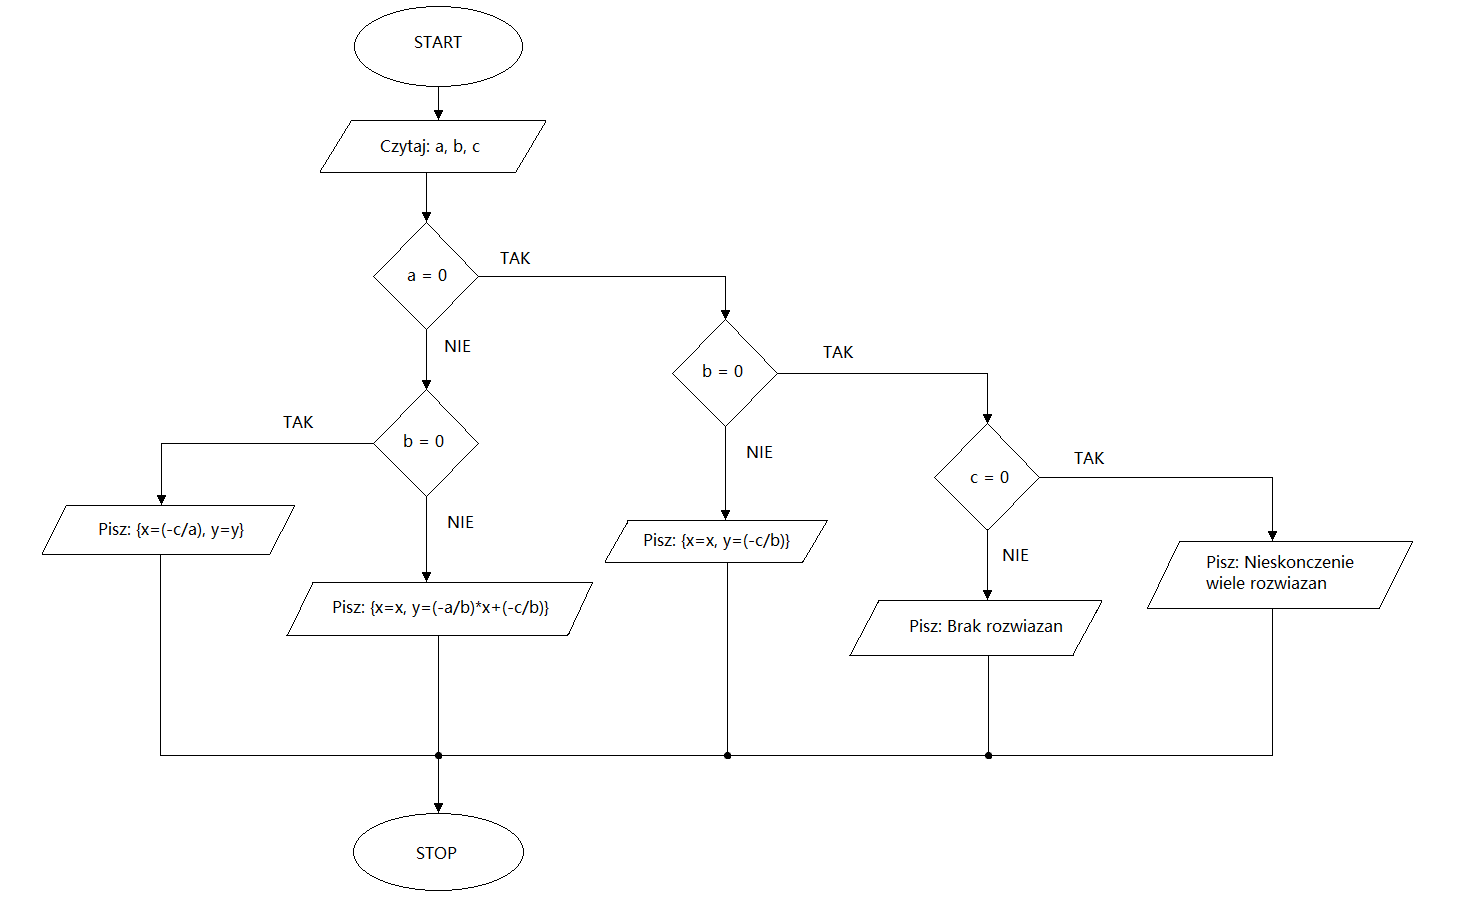 START
Czytaj: a, b, c
a = 0
TAK
NIE
b = 0
TAK
NIE
b = 0
TAK
NIE
c = 0
TAK
NIE
Pisz: {x=(-c/a), y=y}
Pisz: {x=x, y=(-a/b)*x+(-c/b)}
Pisz: {x=x, y=(-c/b)}
Pisz: Brak rozwiazan
Pisz: Nieskonczenie
wiele rozwiazan
STOP